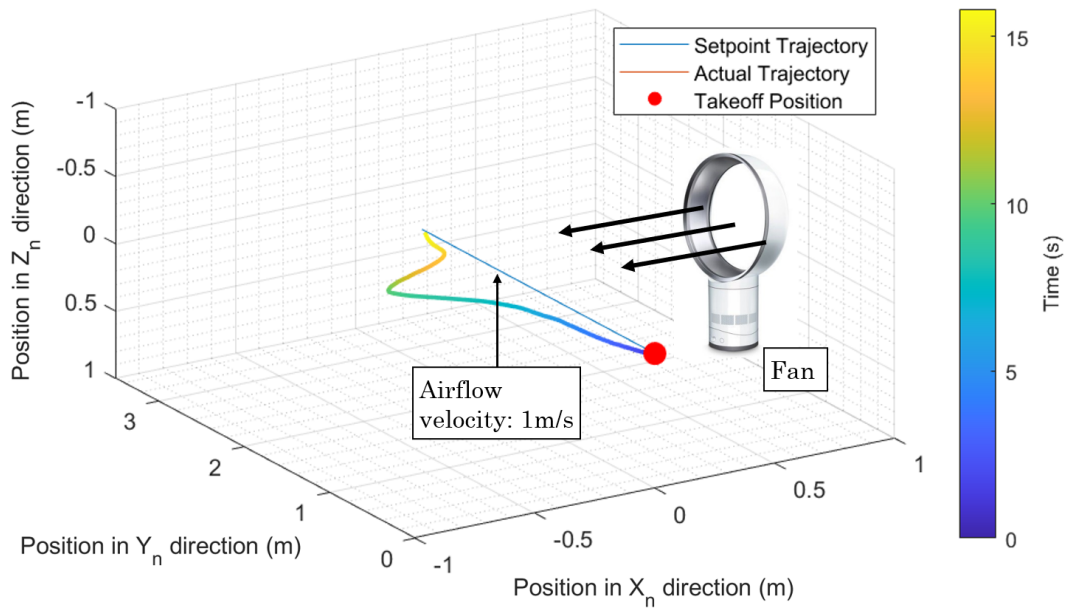 Setpoint Trajectory
Actual Trajectory
Takeoff Position
-1
-0.5
0
0.5
1
Position in Z_n direction (m)
3
2
1
0
Position in Y_n direction (m)
-1
-0.5
0
0.5
1
Position in X_n direction (m)
Airflow
velocity: 1m/s
Fan
15
10
5
0
Time (s)